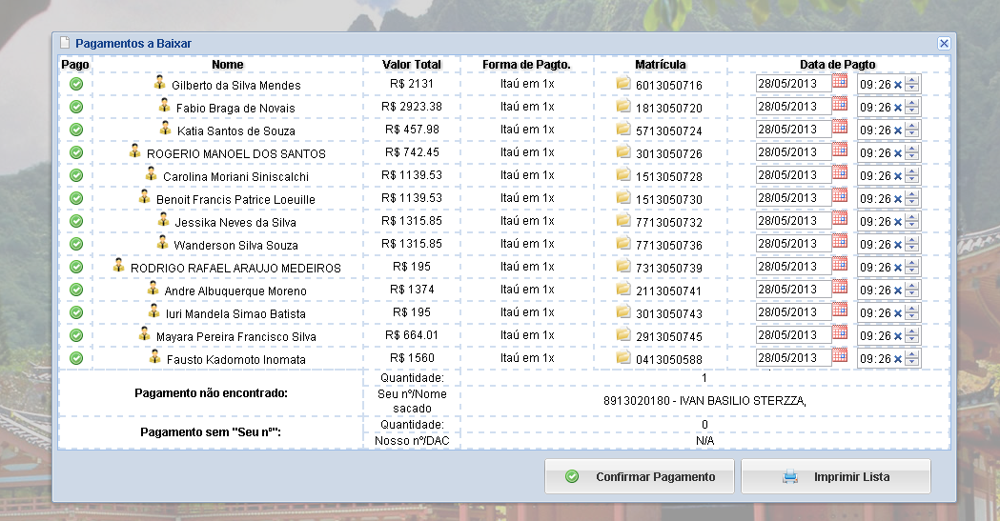 Pagamentos a Baixar
Pago Nome Valor Total Forma de Pagto. Matrícula Data de Pagto
Gilberto da Silva Mendes R$ 2131 Itaú em 1x 6013050716 28/05/2013 09:26
Fabio Braga de Novais R$ 2923.38 Itaú em 1x 1813050720 28/05/2013 09:26
Katia Santos de Souza R$ 457.98 Itaú em 1x 5713050724 28/05/2013 09:26
ROGERIO MANOEL DOS SANTOS R$ 742.45 Itaú em 1x 3013050726 28/05/2013 09:26
Carolina Moriani Siniscalchi R$ 1139.53 Itaú em 1x 1513050728 28/05/2013 09:26
Benoit Francis Patrice Loeuille R$ 1139.53 Itaú em 1x 1513050730 28/05/2013 09:26
Jessika Neves da Silva R$ 1315.85 Itaú em 1x 7713050732 28/05/2013 09:26
Wanderson Silva Souza R$ 1315.85 Itaú em 1x 7713050736 28/05/2013 09:26
RODRIGO RAFAEL ARAUJO MEDEIROS R$ 195 Itaú em 1x 7313050739 28/05/2013 09:26
Andre Albuquerque Moreno R$ 1374 Itaú em 1x 2113050741 28/05/2013 09:26
Iuri Mandela Simao Batista R$ 195 Itaú em 1x 3013050743 28/05/2013 09:26
Mayara Pereira Francisco Silva R$ 664.01 Itaú em 1x 2913050745 28/05/2013 09:26
Fausto Kadomoto Inomata R$ 1560 Itaú em 1x 0413050588 28/05/2013 09:26
Pagamento não encontrado:
Quantidade: 1
Seu nº/Nome
sacado
8913020180 - IVAN BASILIO STERZZA,
Pagamento sem "Seu nº":
Quantidade: 0
Nosso nº/DAC N/A
Confirmar Pagamento Imprimir Lista